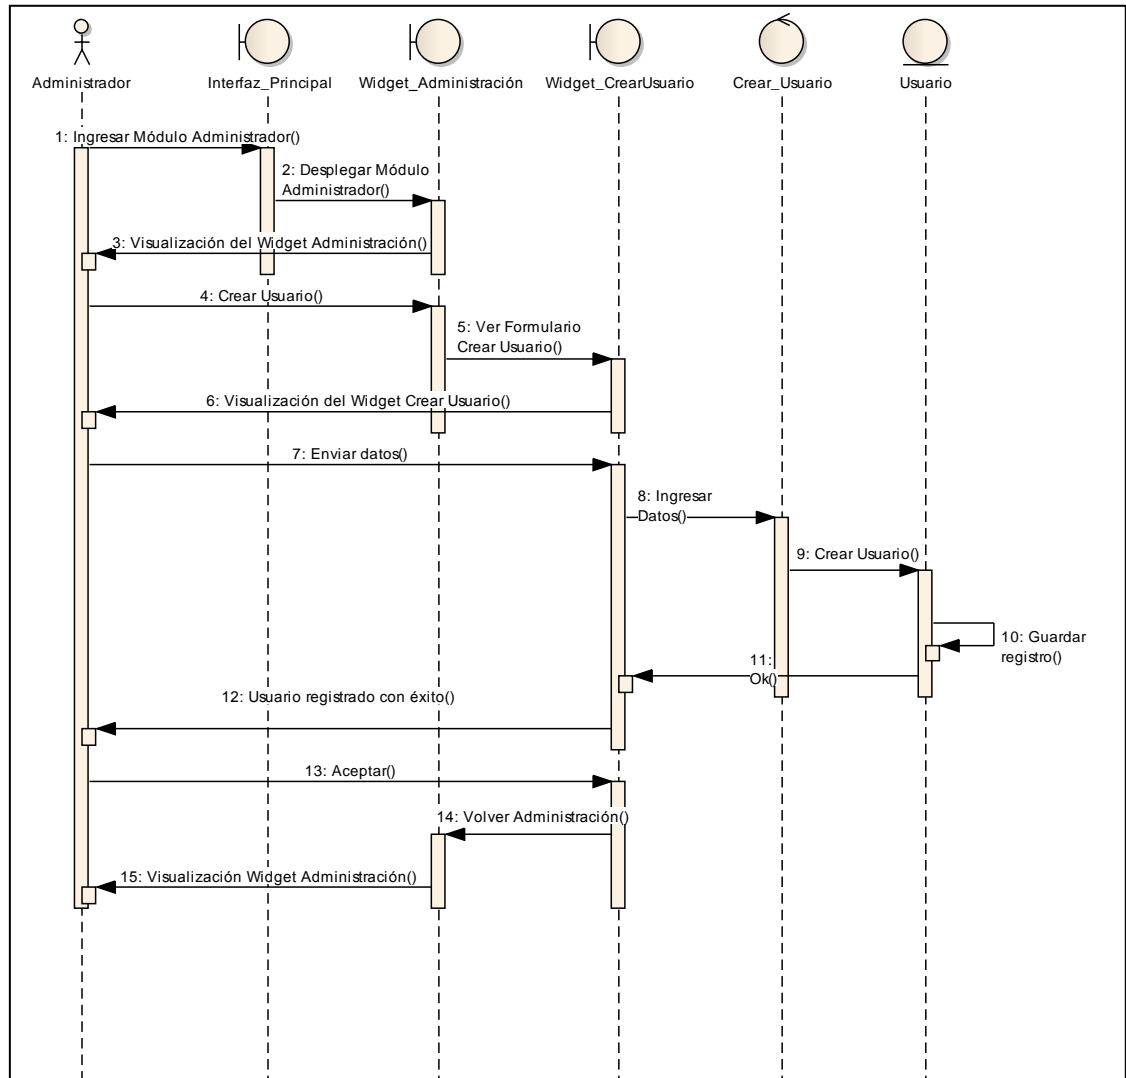 Administrador
Interfaz_Principal
Widget_Administración
Widget_CrearUsuario
Crear_Usuario
Usuario
1: Ingresar Módulo Administrador()
2: Desplegar Módulo
Administrador()
3: Visualización del Widget Administración()
4: Crear Usuario()
5: Ver Formulario
Crear Usuario()
6: Visualización del Widget Crear Usuario()
7: Enviar datos()
8: Ingresar
Datos()
9: Crear Usuario()
10: Guardar
registro()
11:
Ok()
12: Usuario registrado con éxito()
13: Aceptar()
14: Volver Administración()
15: Visualización Widget Administración()